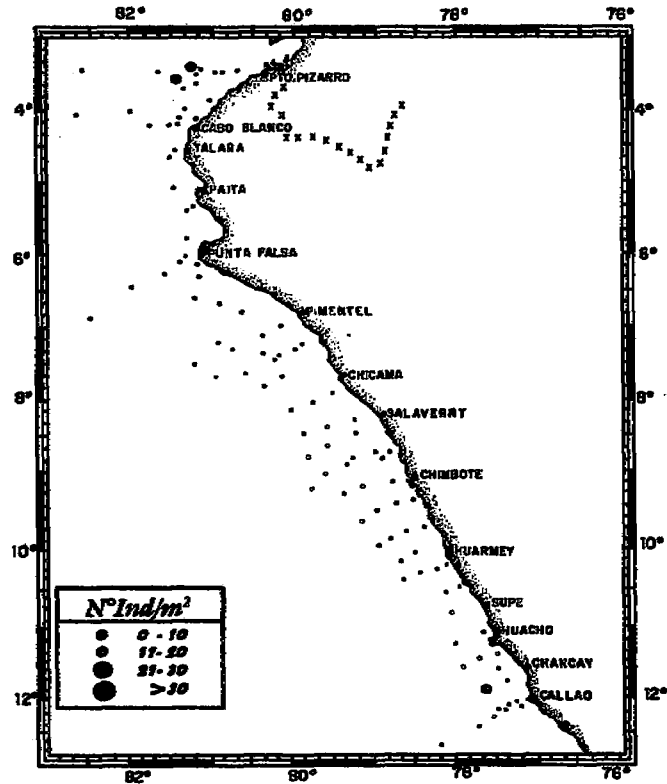 82° 80° 78° 76°
PTO. PIZARRO
4° 4°
CABO BLANCO
TALARA
PAITA
PUNTA FALSA
6° 6°
PIMENTEL
CHICAMA
8° 8°
SALAVERRY
CHIMBOTE
10° HUARMEY 10°
N°Ind/m²
0 - 10
11 - 20
21 - 30
>30
SUPE
HUACHO
CHANCAY
12° CALLAO 12°
82° 80° 78° 76°